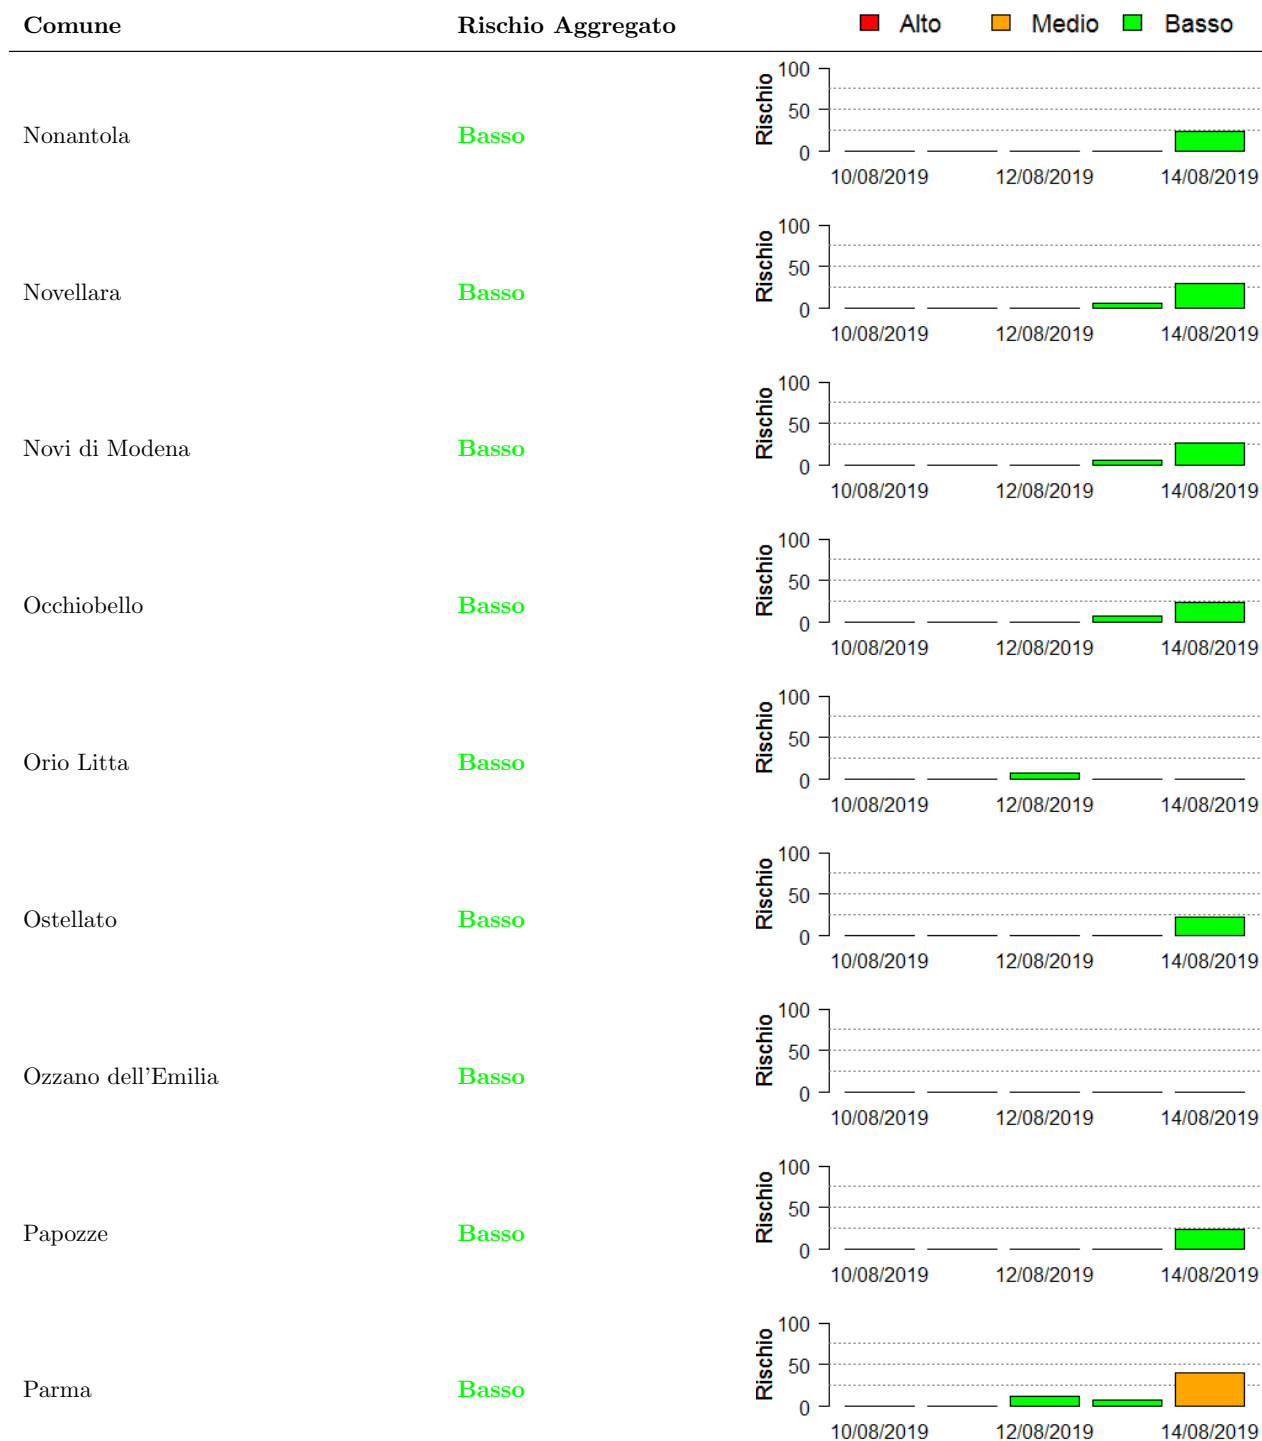 Comune Rischio Aggregato Alto Medio Basso
Nonantola Basso Rischio 100 50 0
10/08/2019 12/08/2019 14/08/2019
Novellara Basso Rischio 100 50 0
10/08/2019 12/08/2019 14/08/2019
Novi di Modena Basso Rischio 100 50 0
10/08/2019 12/08/2019 14/08/2019
Occhiobello Basso Rischio 100 50 0
10/08/2019 12/08/2019 14/08/2019
Orio Litta Basso Rischio 100 50 0
10/08/2019 12/08/2019 14/08/2019
Ostellato Basso Rischio 100 50 0
10/08/2019 12/08/2019 14/08/2019
Ozzano dell'Emilia Basso Rischio 100 50 0
10/08/2019 12/08/2019 14/08/2019
Papozze Basso Rischio 100 50 0
10/08/2019 12/08/2019 14/08/2019
Parma Basso Rischio 100 50 0
10/08/2019 12/08/2019 14/08/2019